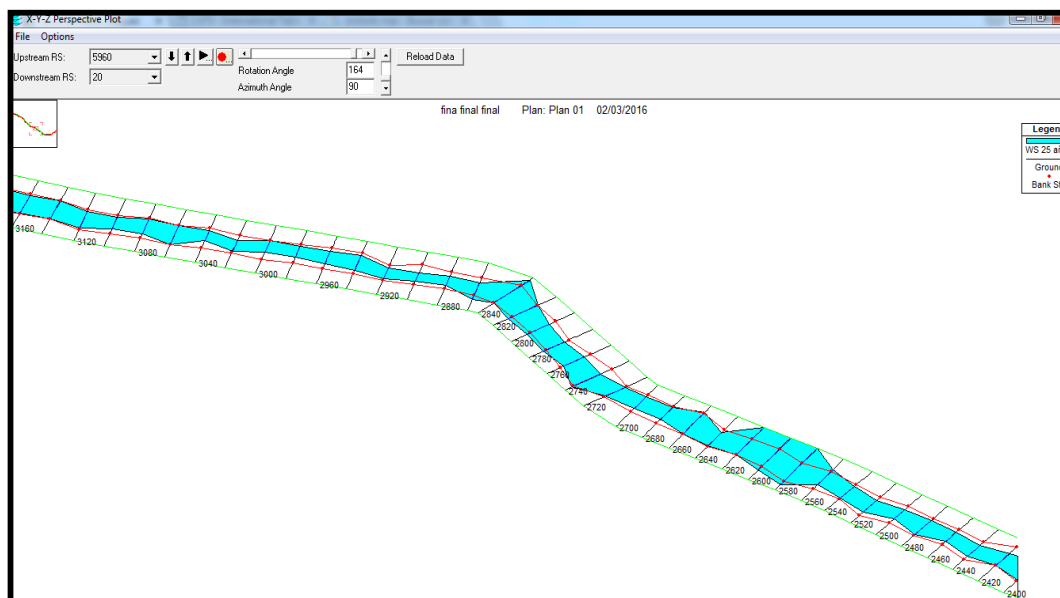 X-Y-Z Perspective Plot
File Options
Upstream RS: 5960
Downstream RS: 20
Rotation Angle 164
Azimuth Angle 90
Reload Data
fina final final Plan: Plan 01 02/03/2016
Legen
WS 25 añ
Ground
Bank St
3160
3120
3080
3040
3000
2960
2920
2880
2840
2820
2800
2780
2760
2740
2720
2700
2680
2660
2640
2620
2600
2580
2560
2540
2520
2500
2480
2460
2440
2420
2400